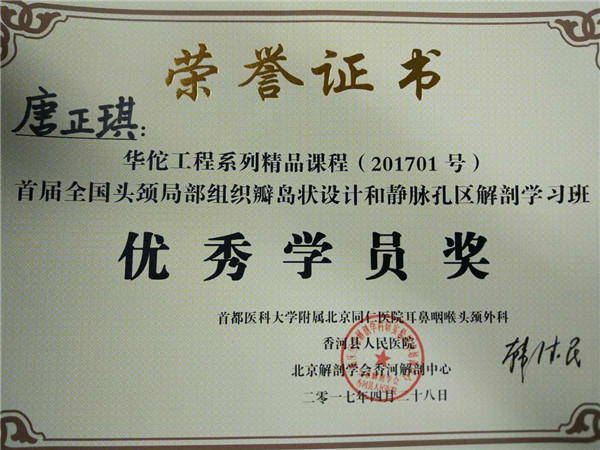 荣誉证书
唐正琪:
华佗工程系列精品课程(201701号)
首届全国头颈局部组织瓣岛状设计和静脉孔区解剖学习班
优秀学员奖
首都医科大学附属北京同仁医院耳鼻咽喉头颈外科
香河县人民医院
北京解剖学会香河解剖中心
二零一七年四月二十八日